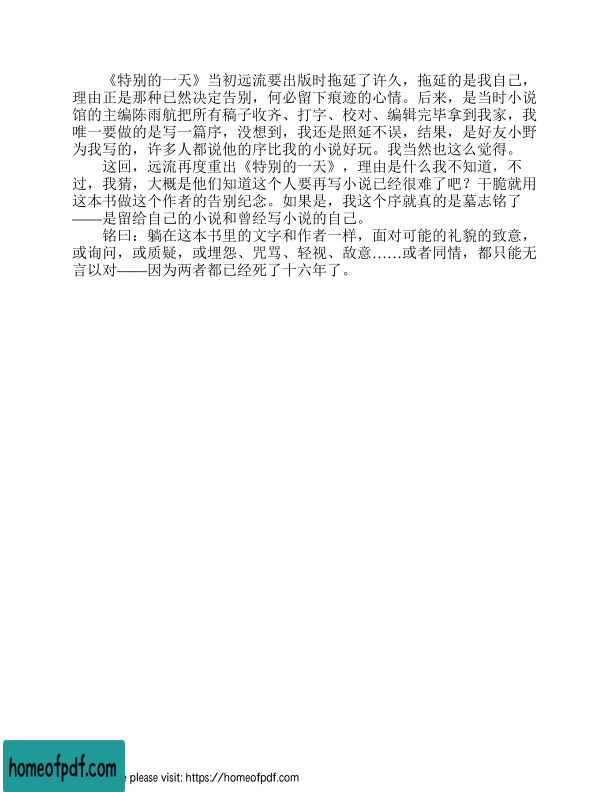 《特别的一天》当初远流要出版时拖延了许久，拖延的是我自己，
理由正是那种已然决定告别，何必留下痕迹的心情。后来，是当时小说
馆的主编陈雨航把所有稿子收齐、打字、校对、编辑完毕拿到我家，我
唯一要做的是写一篇序，没想到，我还是照延不误，结果，是好友小野
为我写的，许多人都说他的序比我的小说好玩。我当然也这么觉得。
这回，远流再度重出《特别的一天》，理由是什么我不知道，不
过，我猜，大概是他们知道这个人要再写小说已经很难了吧？干脆就用
这本书做这个作者的告别纪念。如果是，我这个序就真的是墓志铭了
——是留给自己的小说和曾经写小说的自己。
铭曰：躺在这本书里的文字和作者一样，面对可能的礼貌的致意，
或询问，或质疑，或埋怨、咒骂、轻视、敌意……或者同情，都只能无
言以对——因为两者都已经死了十六年了。
homeofpdf.com
e please visit: https://homeofpdf.com